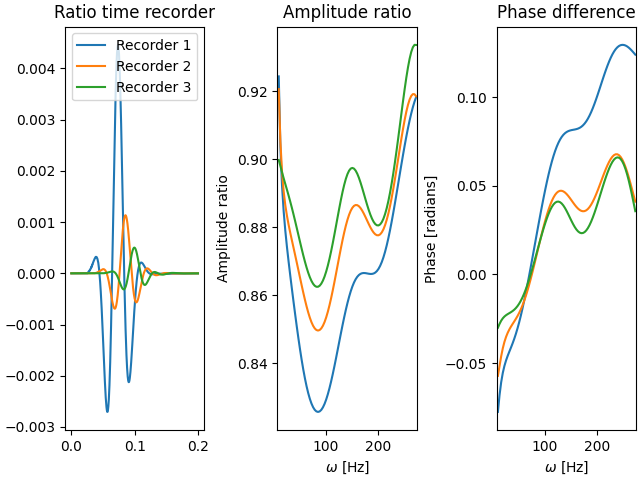 Ratio time recorder
Recorder 1
Recorder 2
Recorder 3
0.004
0.003
0.002
0.001
0.000
−0.001
−0.002
−0.003
0.0 0.1 0.2
Amplitude ratio
Amplitude ratio
0.92
0.90
0.88
0.86
0.84
100 200
ω [Hz]
Phase difference
Phase [radians]
0.10
0.05
0.00
−0.05
100 200
ω [Hz]